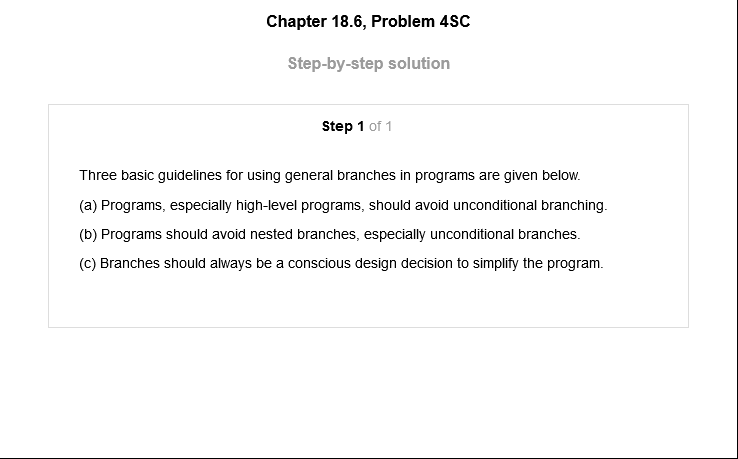 Chapter 18.6, Problem 4SC
Step-by-step solution
Step 1 of 1
Three basic guidelines for using general branches in programs are given below.
(a) Programs, especially high-level programs, should avoid unconditional branching.
(b) Programs should avoid nested branches, especially unconditional branches.
(c) Branches should always be a conscious design decision to simplify the program.